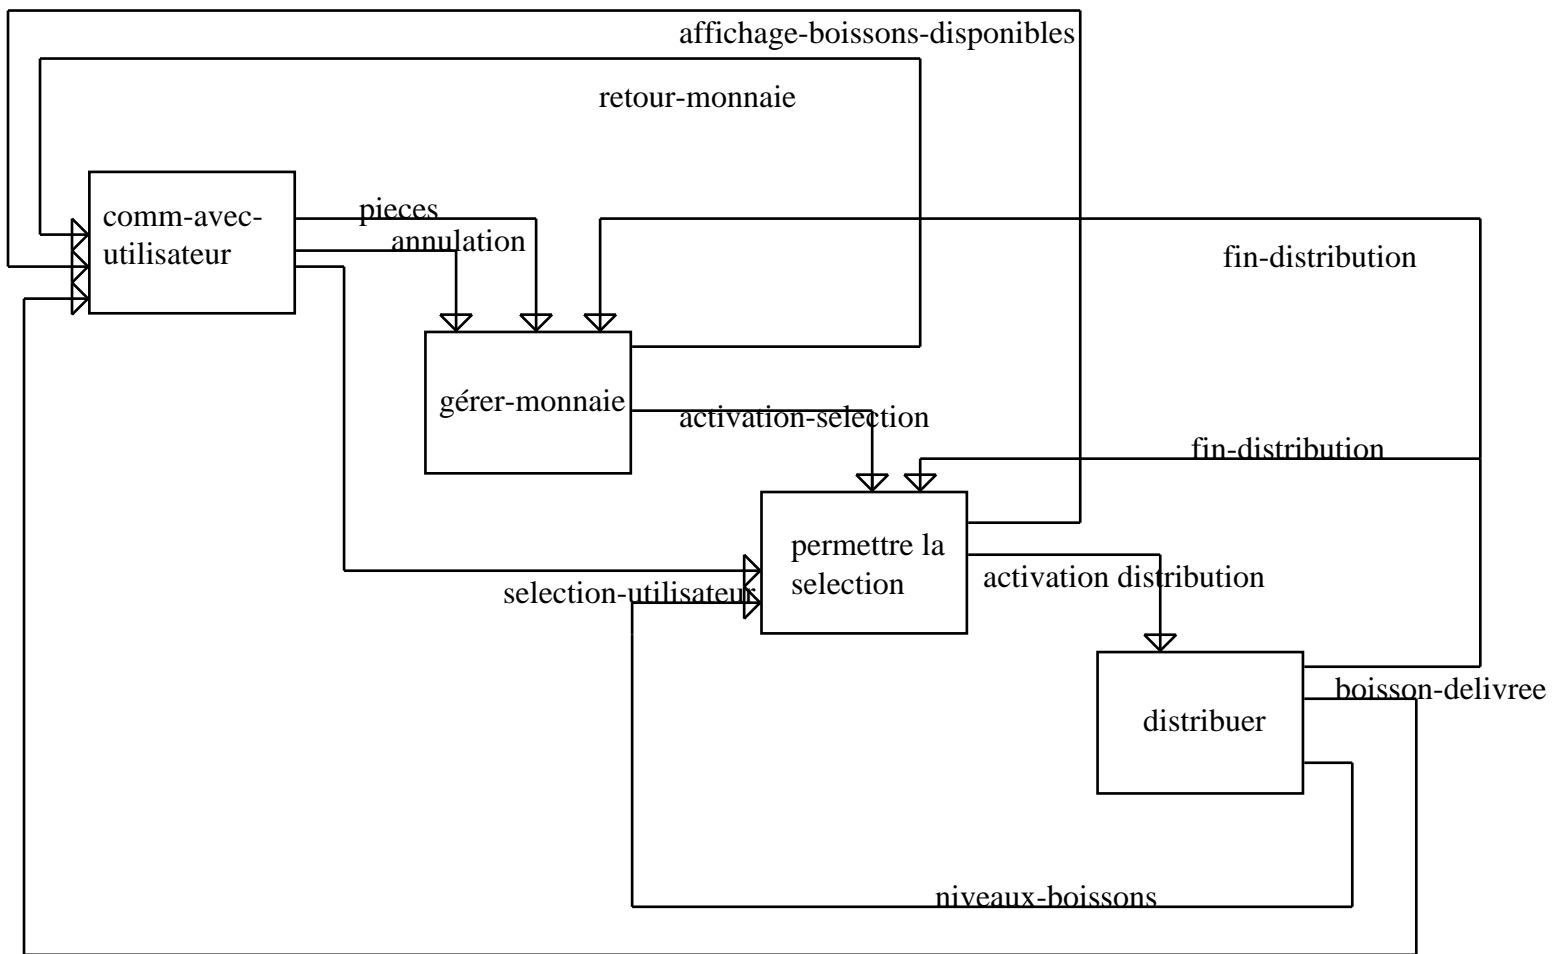 affichage-boissons-disponibles
retour-monnaie
comm-avec-
utilisateur
pieces
annulation
fin-distribution
gérer-monnaie
activation-selection
fin-distribution
permettre la
selection
activation distribution
selection-utilisateur
boisson-delivree
distribuer
niveaux-boissons